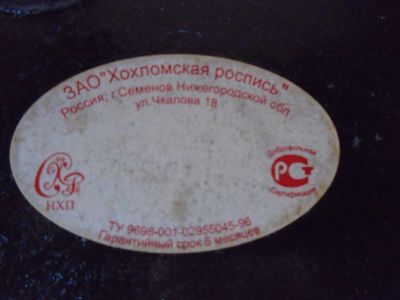 ЗАО"Хохломская роспись"
Россия, г.Семенов Нижегородской обл
ул.Чкалова 18
Добровольная
РСТ
Сертификация
НХП
ТУ 9698-001-02955045-96
Гарантийный срок 6 месяцев